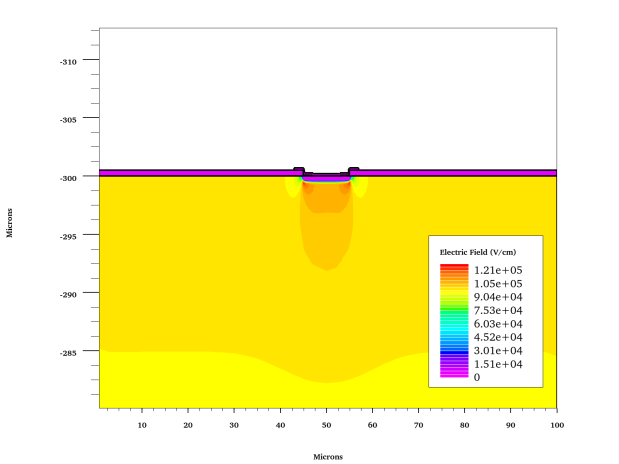 -310
-305
-300
-295
-290
-285
Microns
Electric Field (V/cm)
1.21e+05
1.05e+05
9.04e+04
7.53e+04
6.03e+04
4.52e+04
3.01e+04
1.51e+04
0
10 20 30 40 50 60 70 80 90 100
Microns